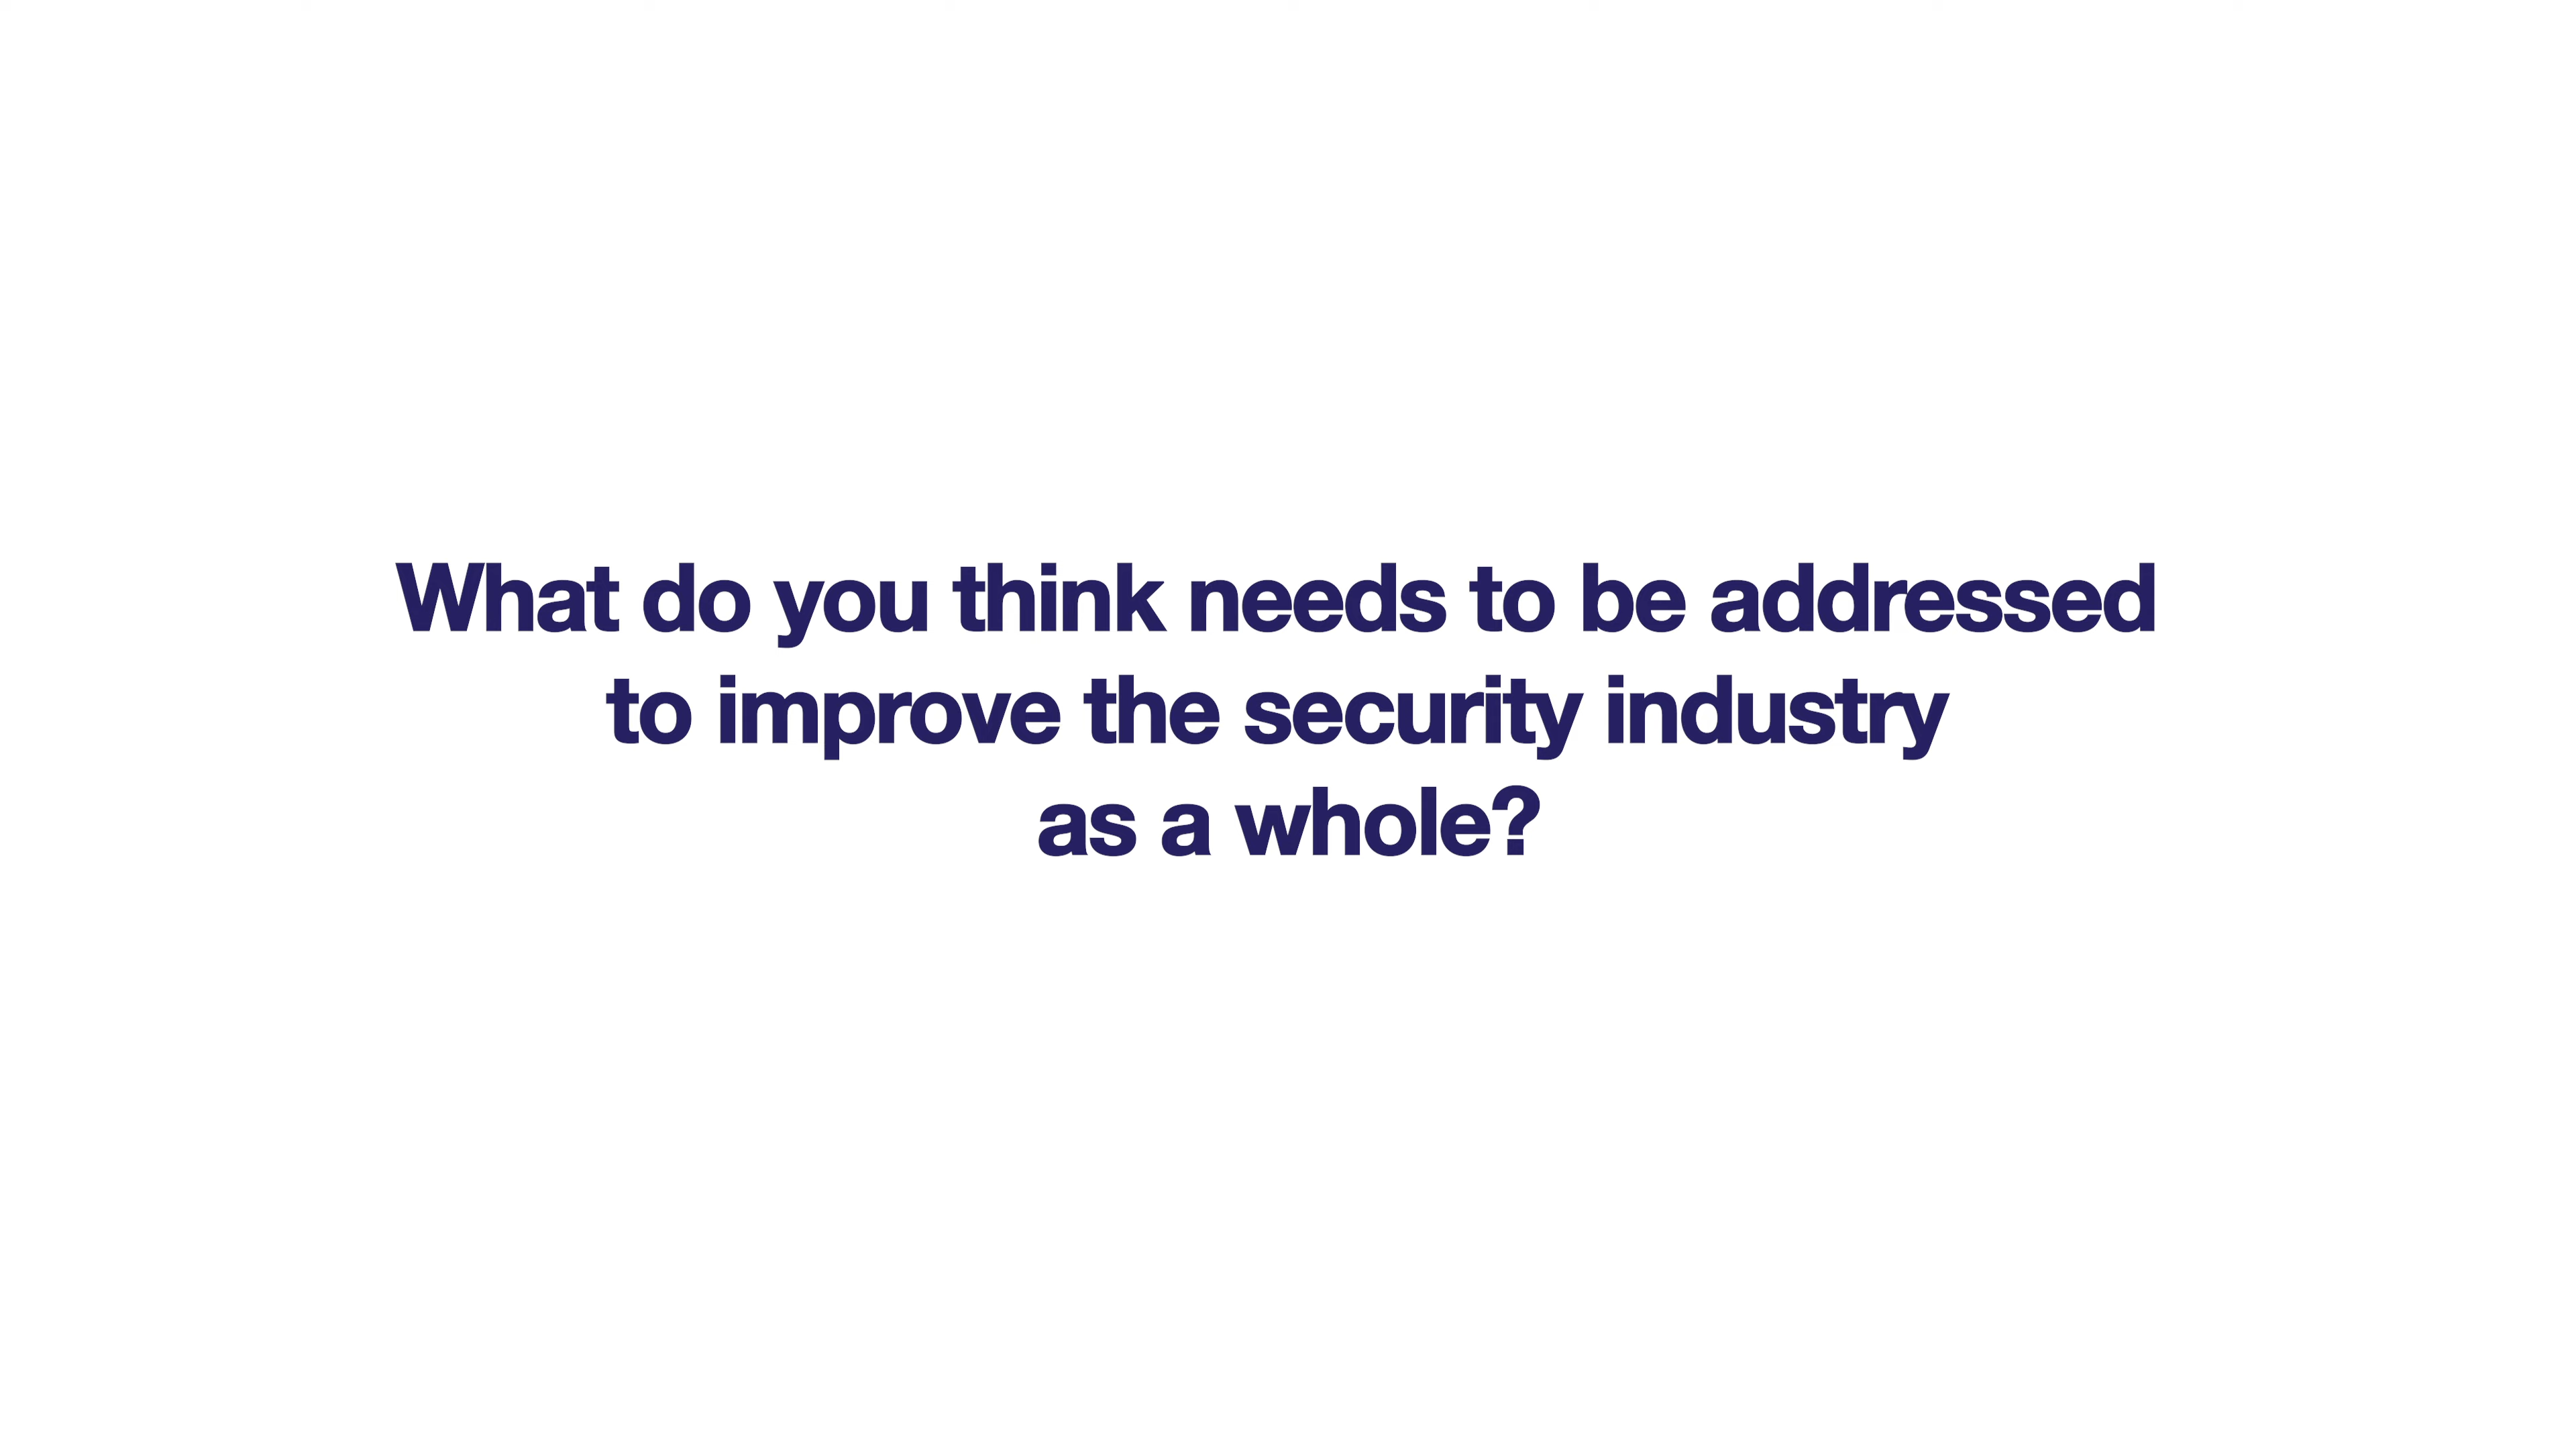 What do you think needs to be addressed
to improve the security industry
as a whole?